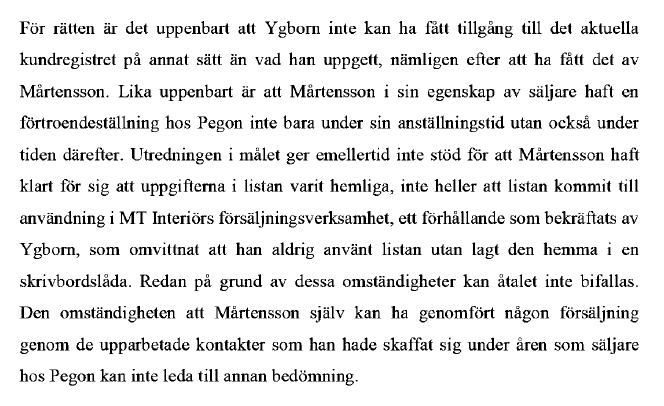 För rätten är det uppenbart att Ygborn inte kan ha fått tillgång till det aktuella
kundregistret på annat sätt än vad han uppgett, nämligen efter att ha fått det av
Mårtensson. Lika uppenbart är att Mårtensson i sin egenskap av säljare haft en
förtroendeställning hos Pegon inte bara under sin anställningstid utan också under
tiden därefter. Utredningen i målet ger emellertid inte stöd för att Mårtensson haft
klart för sig att uppgifterna i listan varit hemliga, inte heller att listan kommit till
användning i MT Interiörs försäljningsverksamhet, ett förhållande som bekräftats av
Ygborn, som omvittnat att han aldrig använt listan utan lagt den hemma i en
skrivbordslåda. Redan på grund av dessa omständigheter kan åtalet inte bifallas.
Den omständigheten att Mårtensson själv kan ha genomfört någon försäljning
genom de upparbetade kontakter som han hade skaffat sig under åren som säljare
hos Pegon kan inte leda till annan bedömning.